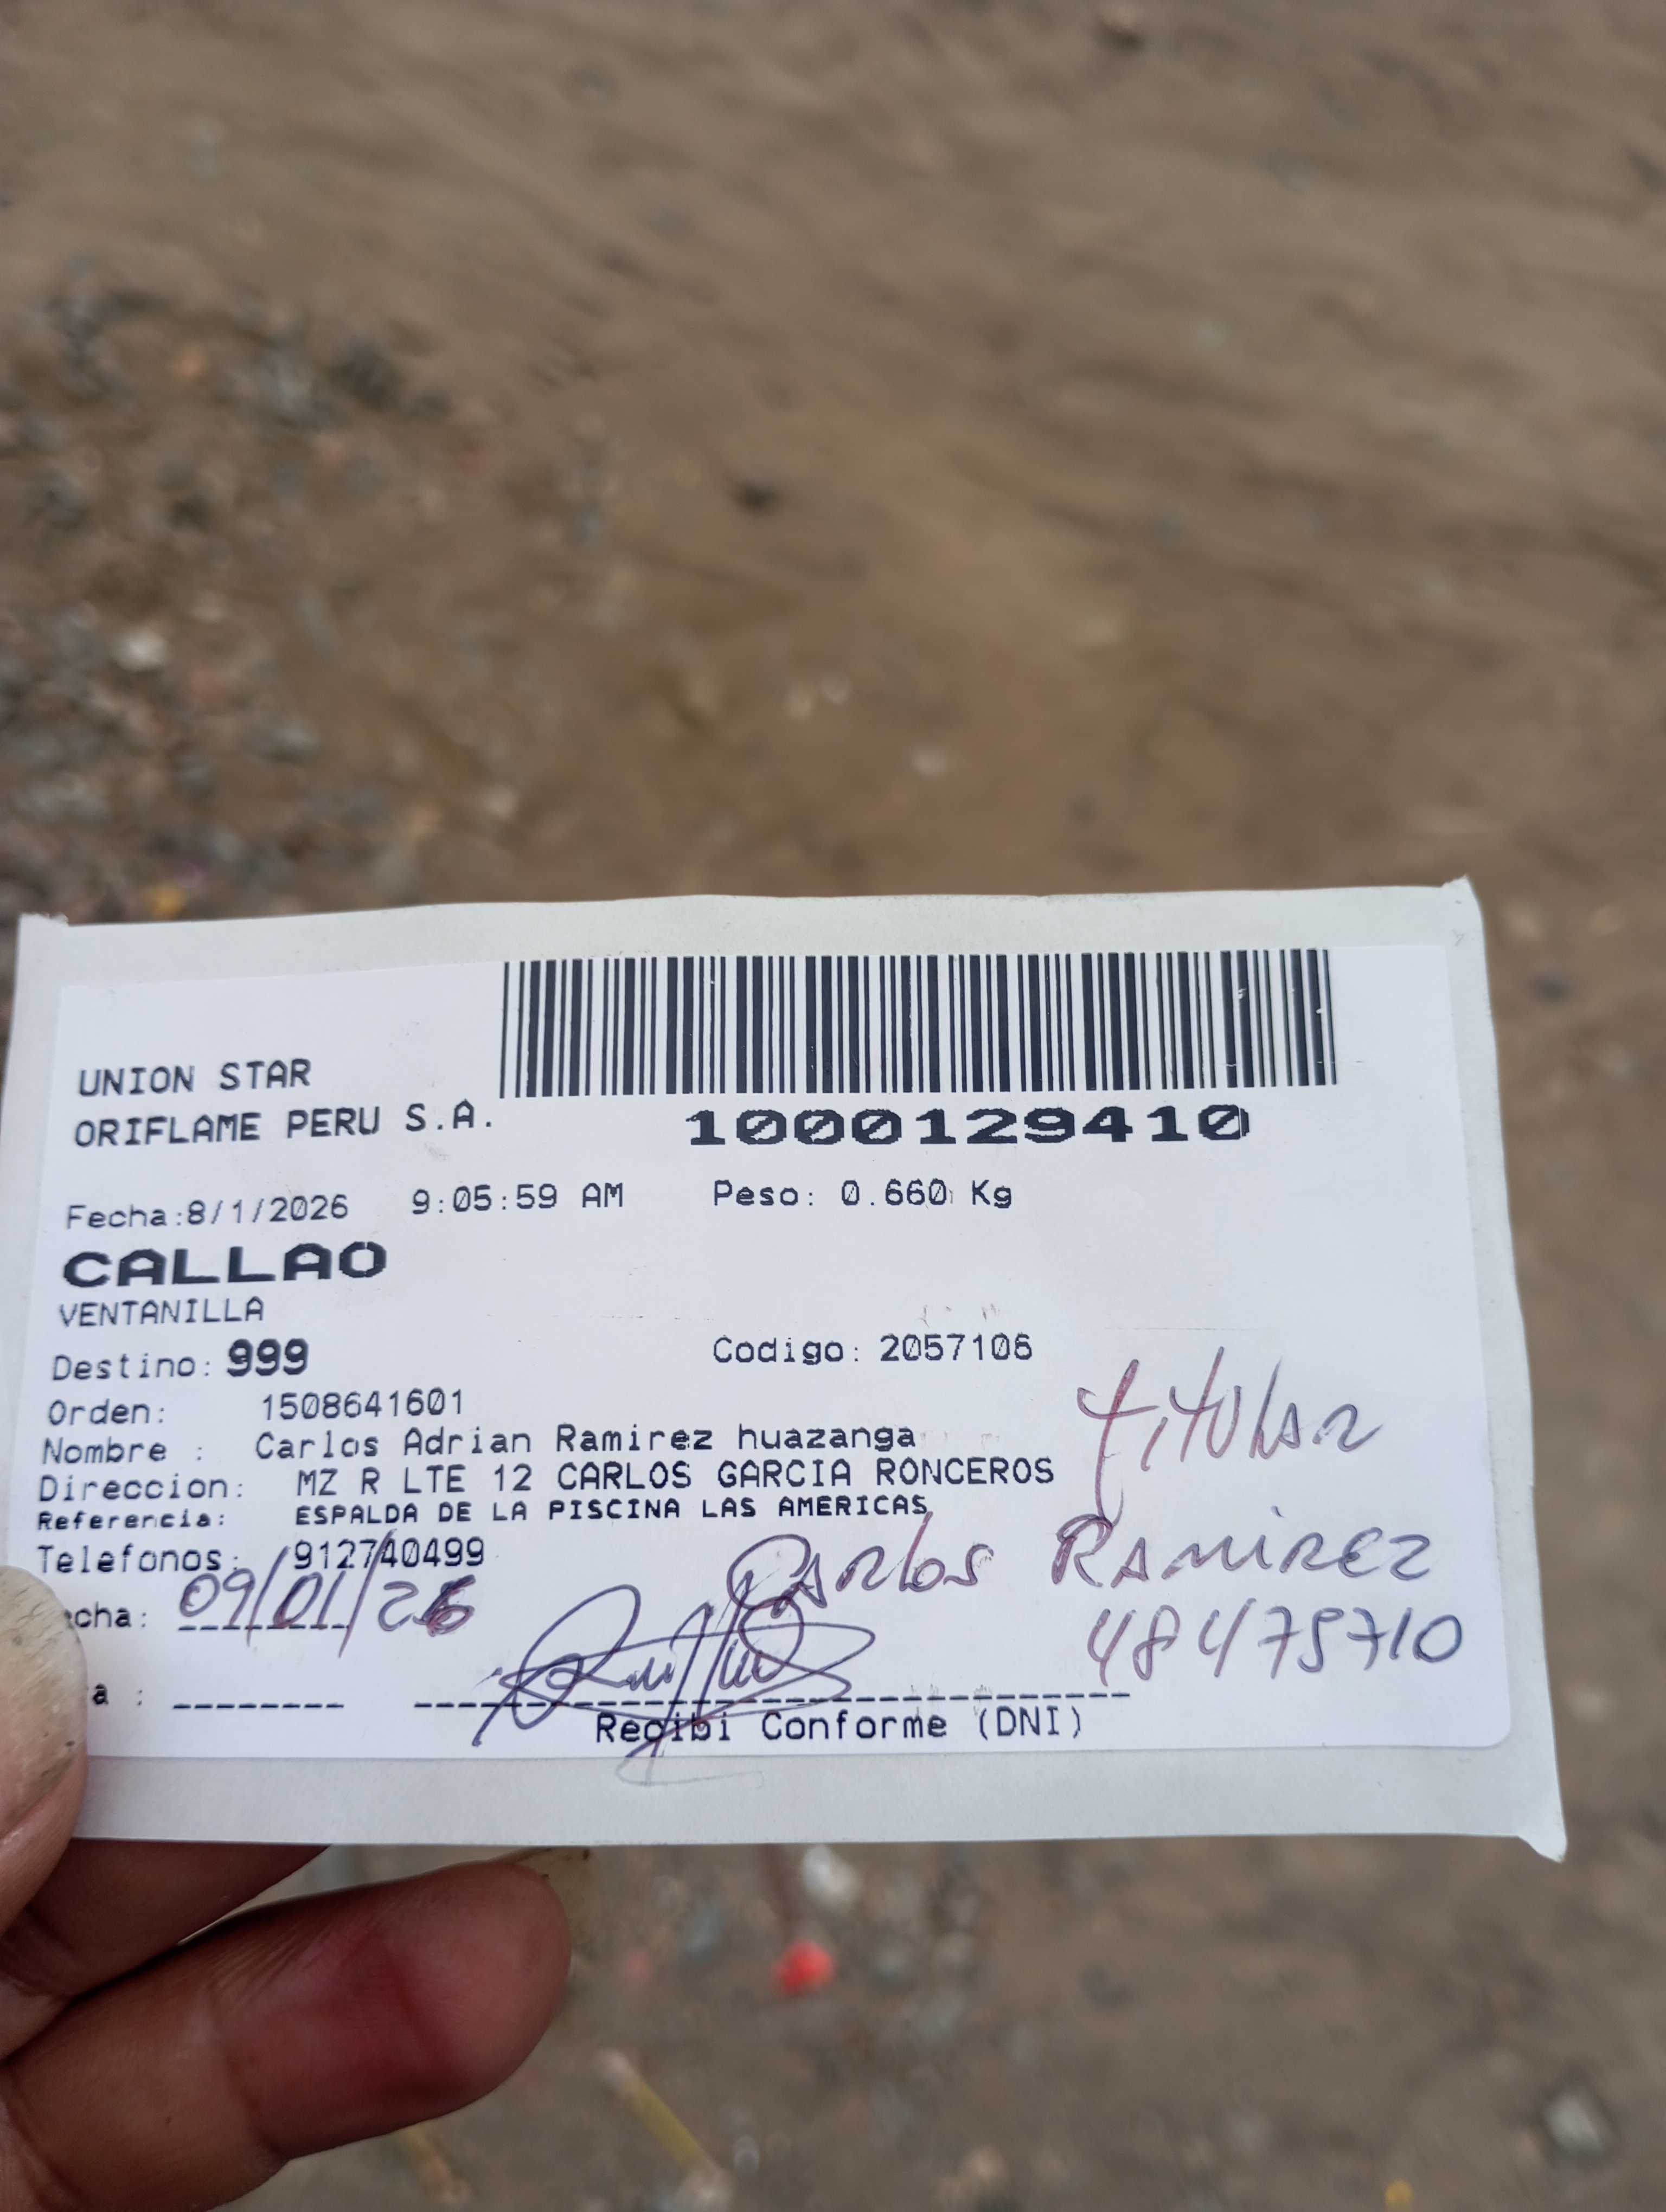 UNION STAR
ORIFLAME PERU S.A.
1000129410
Fecha:8/1/2026 9:05:59 AM Peso: 0.660 Kg
CALLAO
VENTANILLA
Destino: 999 Codigo: 2057106
Orden: 1508641601
Titular
Nombre : Carlos Adrian Ramirez huazanga
Direccion: MZ R LTE 12 CARLOS GARCIA RONCEROS
Referencia: ESPALDA DE LA PISCINA LAS AMERICAS
Telefonos: 912740499
Carlos Ramirez
echa: 09/01/26
48475710
a :
Recibi Conforme (DNI)